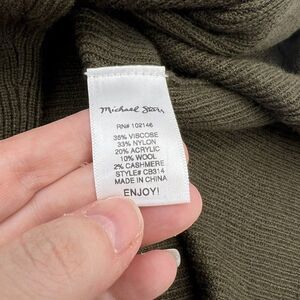 Michael Stars
RN# 102146
35% VISCOSE
33% NYLON
20% ACRYLIC
10% WOOL
2% CASHMERE
STYLE# CB314
MADE IN CHINA
ENJOY!